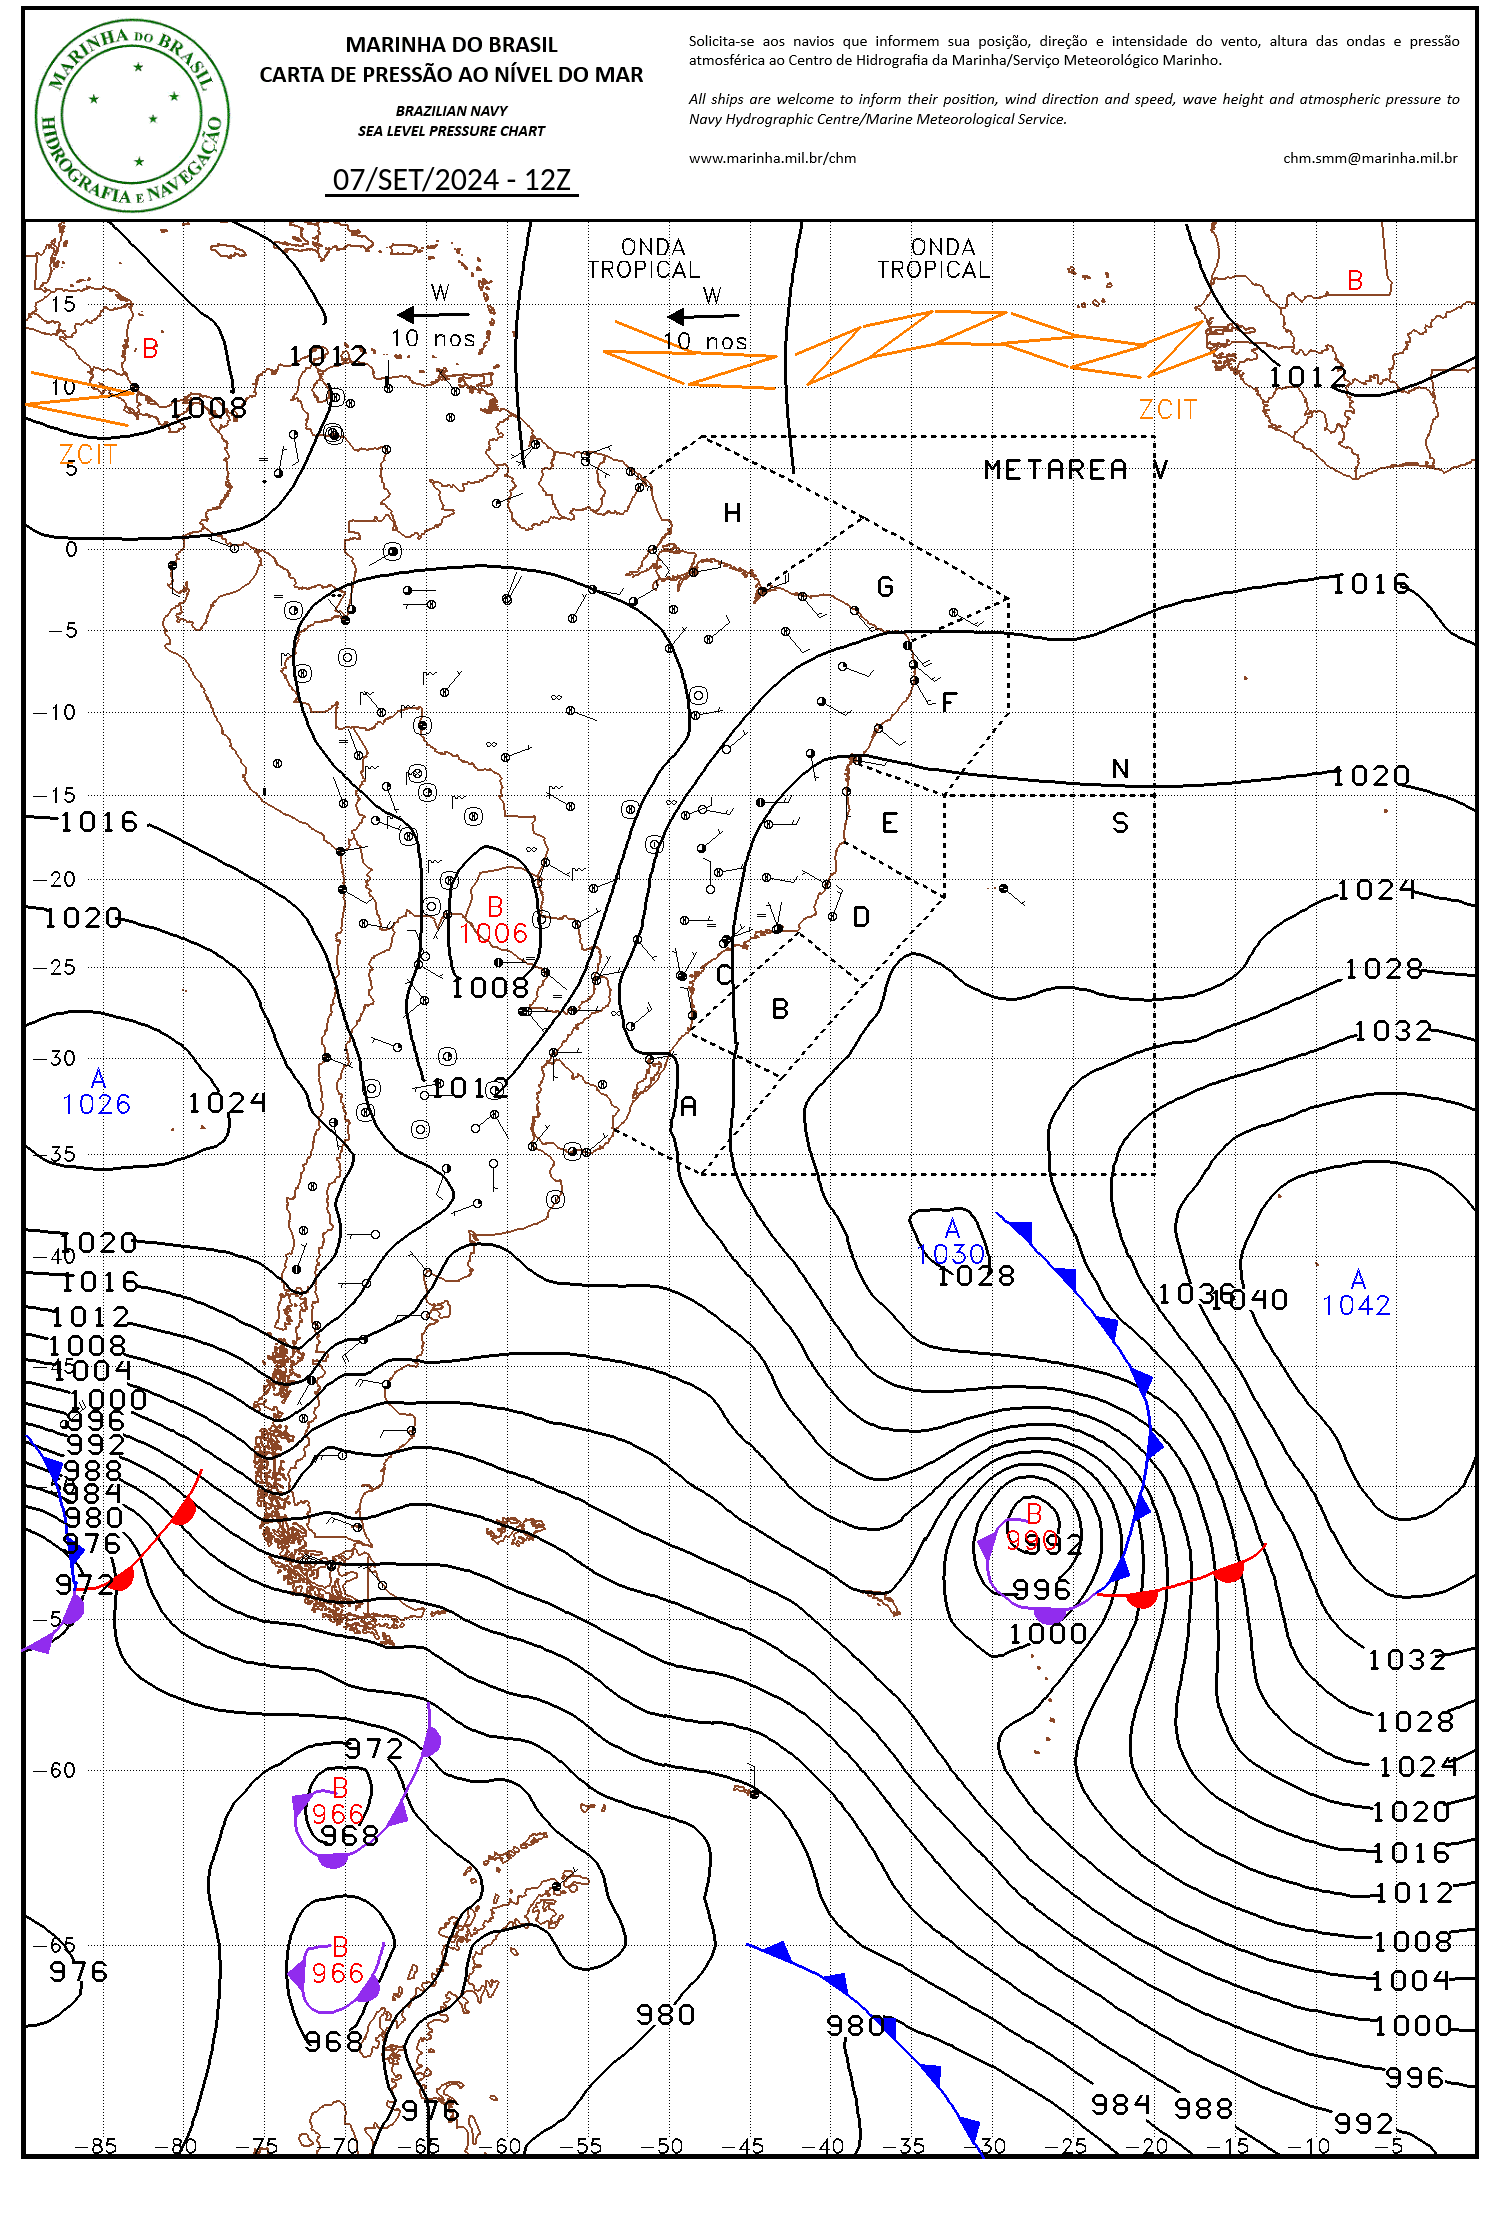 MARINHA DO BRASIL
HIDROGRAFIA E NAVEGAÇÃO
MARINHA DO BRASIL
CARTA DE PRESSÃO AO NÍVEL DO MAR
BRAZILIAN NAVY
SEA LEVEL PRESSURE CHART
07/SET/2024 - 12Z
Solicita-se aos navios que informem sua posição, direção e intensidade do vento, altura das ondas e pressão
atmosférica ao Centro de Hidrografia da Marinha/Serviço Meteorológico Marinho.
All ships are welcome to inform their position, wind direction and speed, wave height and atmospheric pressure to
Navy Hydrographic Centre/Marine Meteorological Service.
www.marinha.mil.br/chm chm.smm@marinha.mil.br
ONDA
TROPICAL
ONDA
TROPICAL
B
W
W
15
10 nos
10 nos
B
1012
1012
10
1008
ZCIT
ZCIT
5
METAREA V
H
0
G
1016
-5
F
-10
N
1020
-15
1016
E
S
-20
1024
B
1006
1020
D
-25
C
1028
1008
B
1032
-30
A
1026
1012
1024
A
-35
A
1030
1028
1020
-40
1016
A
1042
1036
1040
1012
1008
-45
1004
1000
996
992
988
984
980
976
972
B
990
992
996
-5
1000
1032
1028
972
-60
1024
B
966
968
1020
1016
1012
-65
1008
B
966
976
1004
968
980
980
1000
996
984
988
992
976
-85 -80 -75 -70 -65 -60 -55 -50 -45 -40 -35 -30 -25 -20 -15 -10 -5